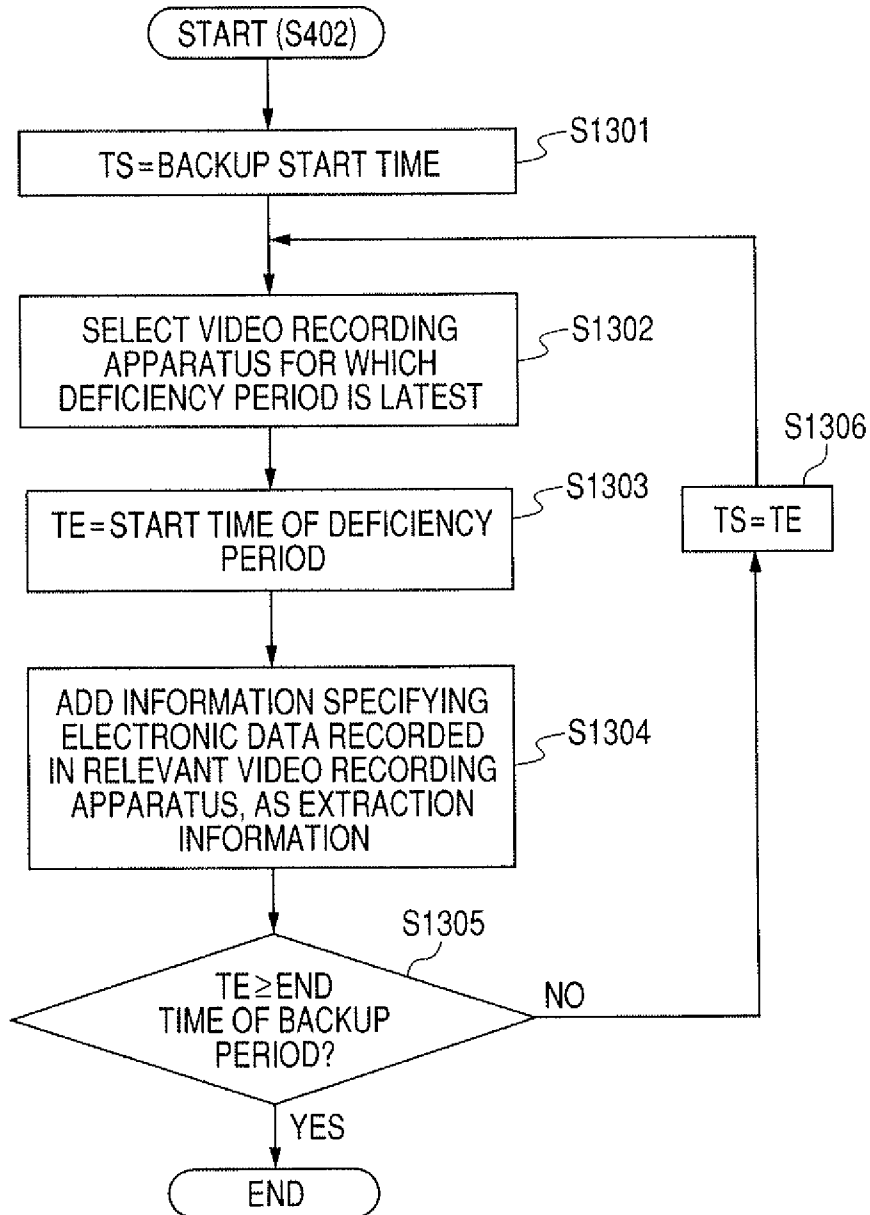 START (S402)
S1301
TS=BACKUP START TIME
SELECT VIDEO RECORDING
APPARATUS FOR WHICH
DEFICIENCY PERIOD IS LATEST
S1302
S1306
S1303
TE=START TIME OF DEFICIENCY
PERIOD
TS=TE
ADD INFORMATION SPECIFYING
ELECTRONIC DATA RECORDED
IN RELEVANT VIDEO RECORDING
APPARATUS, AS EXTRACTION
INFORMATION
S1304
S1305
TE≥END
TIME OF BACKUP
PERIOD?
NO
YES
END